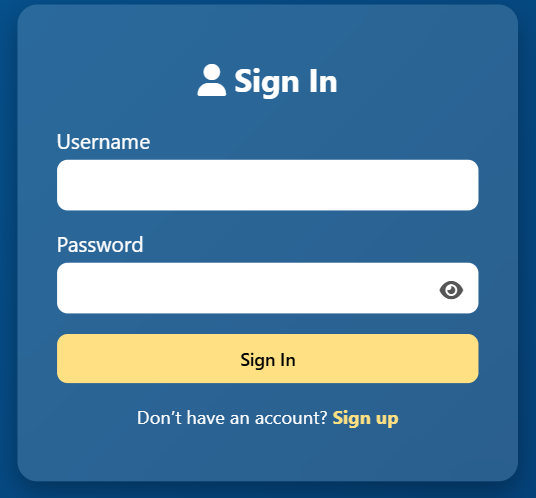 Sign In
Username
Password
Sign In
Don’t have an account? Sign up